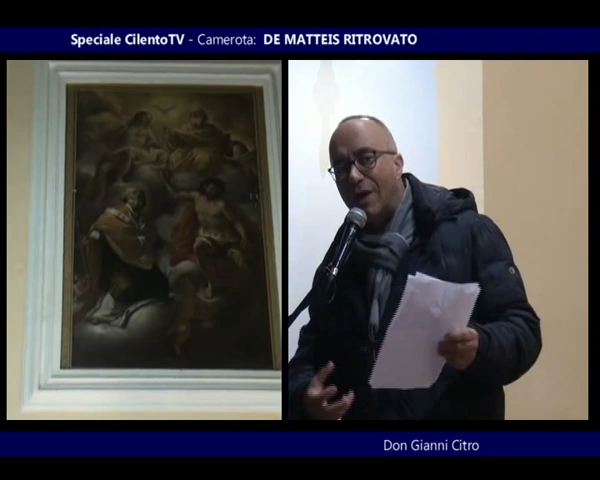 Speciale CilentoTV - Camerota: DE MATTEIS RITROVATO
Don Gianni Citro